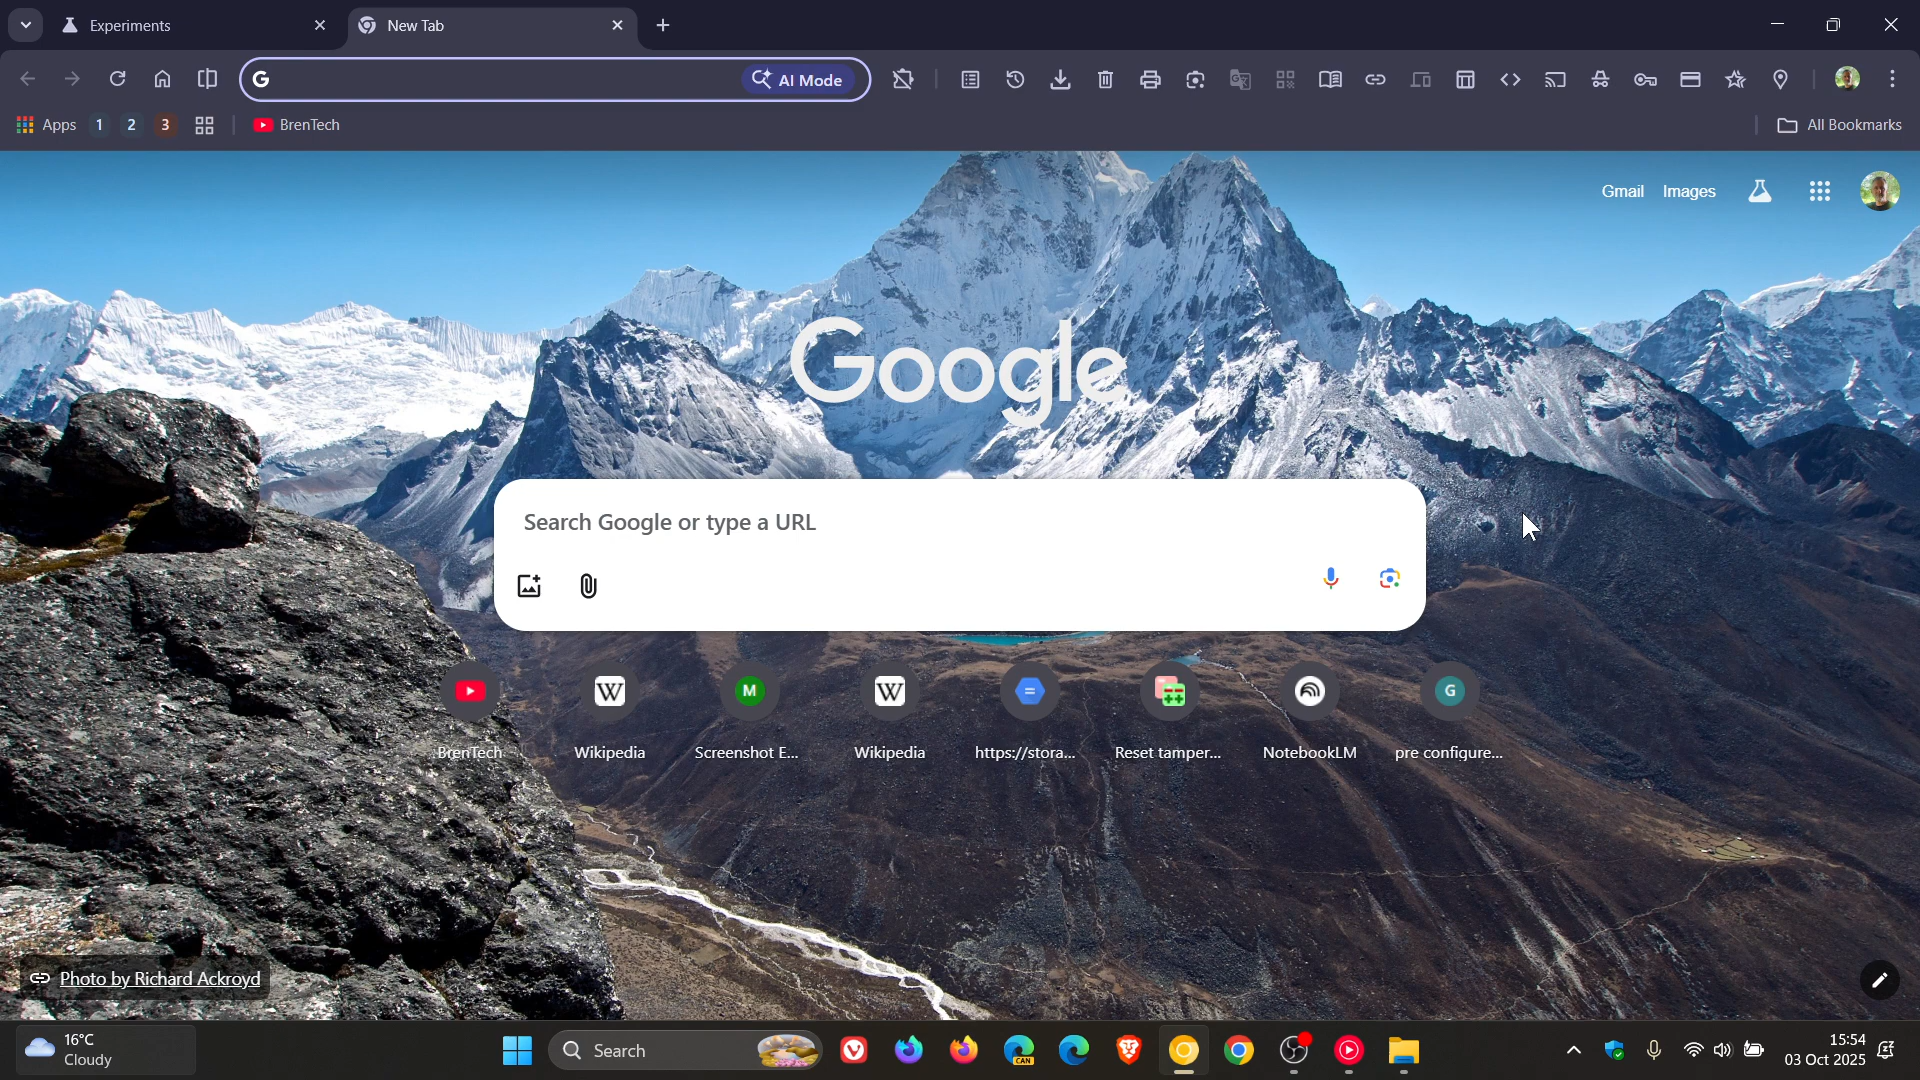 Experiments
New Tab
AI Mode
Apps
1
2
3
BrenTech
All Bookmarks
Gmail
Images
Google
Search Google or type a URL
BrenTech
Wikipedia
M
Screenshot E...
Wikipedia
https://stora...
Reset tamper...
NotebookLM
G
pre configure...
Photo by Richard Ackroyd
16°C
Cloudy
Search
CAN
15:54
03 Oct 2025